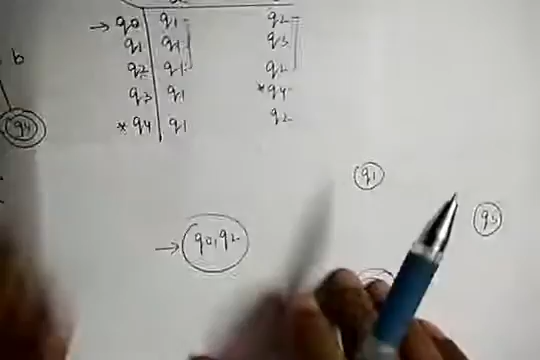 → q0 q1 q2
q1 q1 q3
b q2 q1 q2
q3 q1 *q4
q4 * q4 q1 q2
q1
q3
→ q0, q2